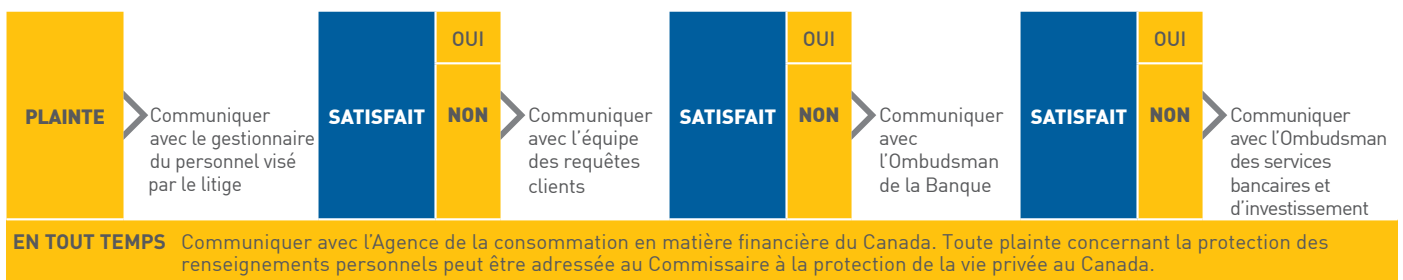 PLAINTE
Communiquer
avec le gestionnaire
du personnel visé
par le litige
SATISFAIT
OUI
NON
Communiquer
avec l'équipe
des requêtes
clients
SATISFAIT
OUI
NON
Communiquer
avec
l'Ombudsman
de la Banque
SATISFAIT
OUI
NON
Communiquer
avec l'Ombudsman
des services
bancaires et
d'investissement
EN TOUT TEMPS Communiquer avec l'Agence de la consommation en matière financière du Canada. Toute plainte concernant la protection des
renseignements personnels peut être adressée au Commissaire à la protection de la vie privée au Canada.